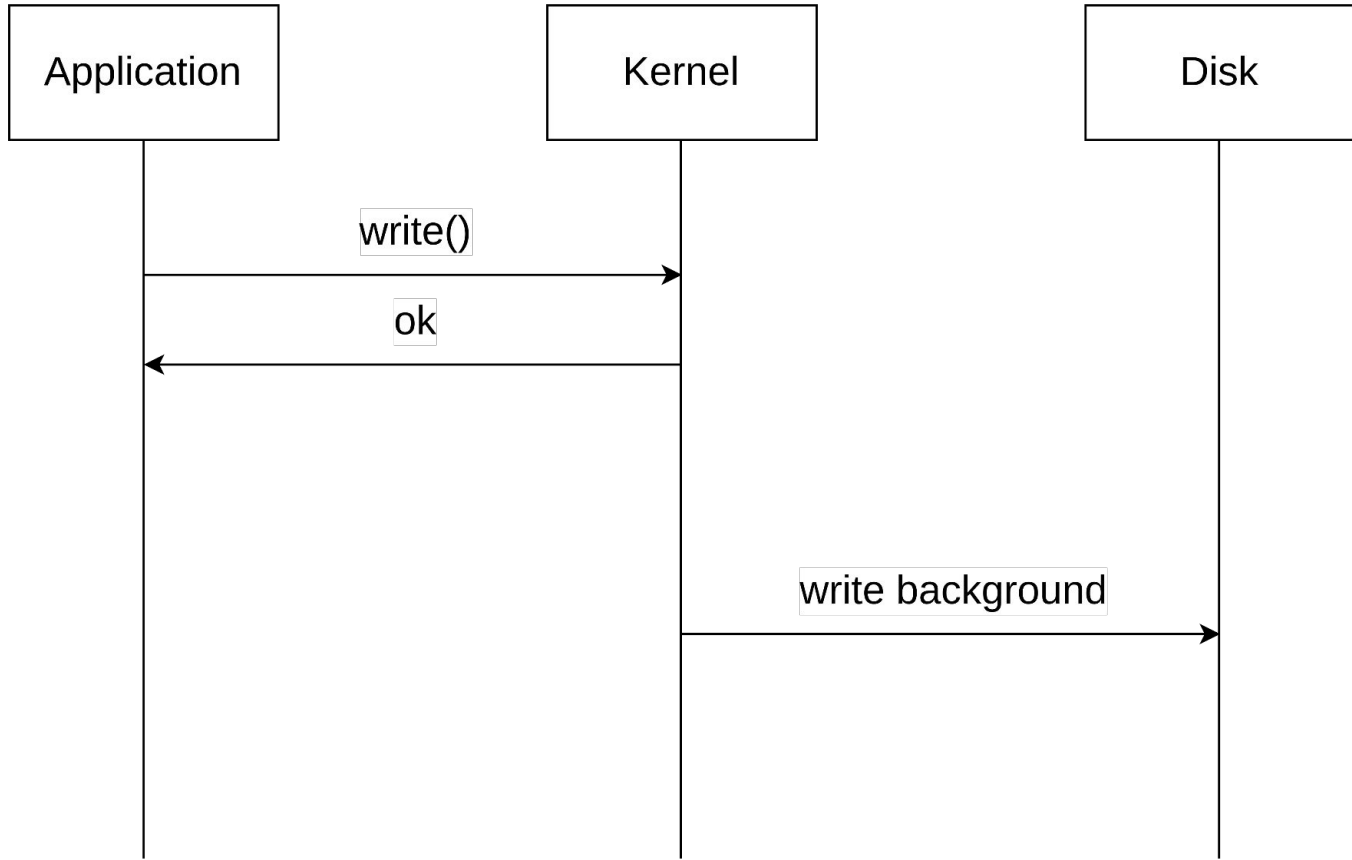 Application
Kernel
Disk
write()
ok
write background